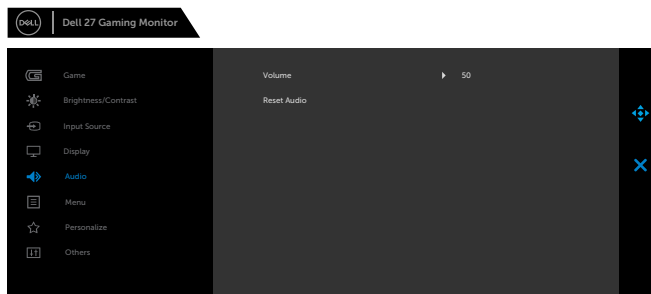 DELL
Dell 27 Gaming Monitor
Game
Volume 50
Brightness/Contrast
Reset Audio
Input Source
Display
Audio
Menu
Personalize
Others